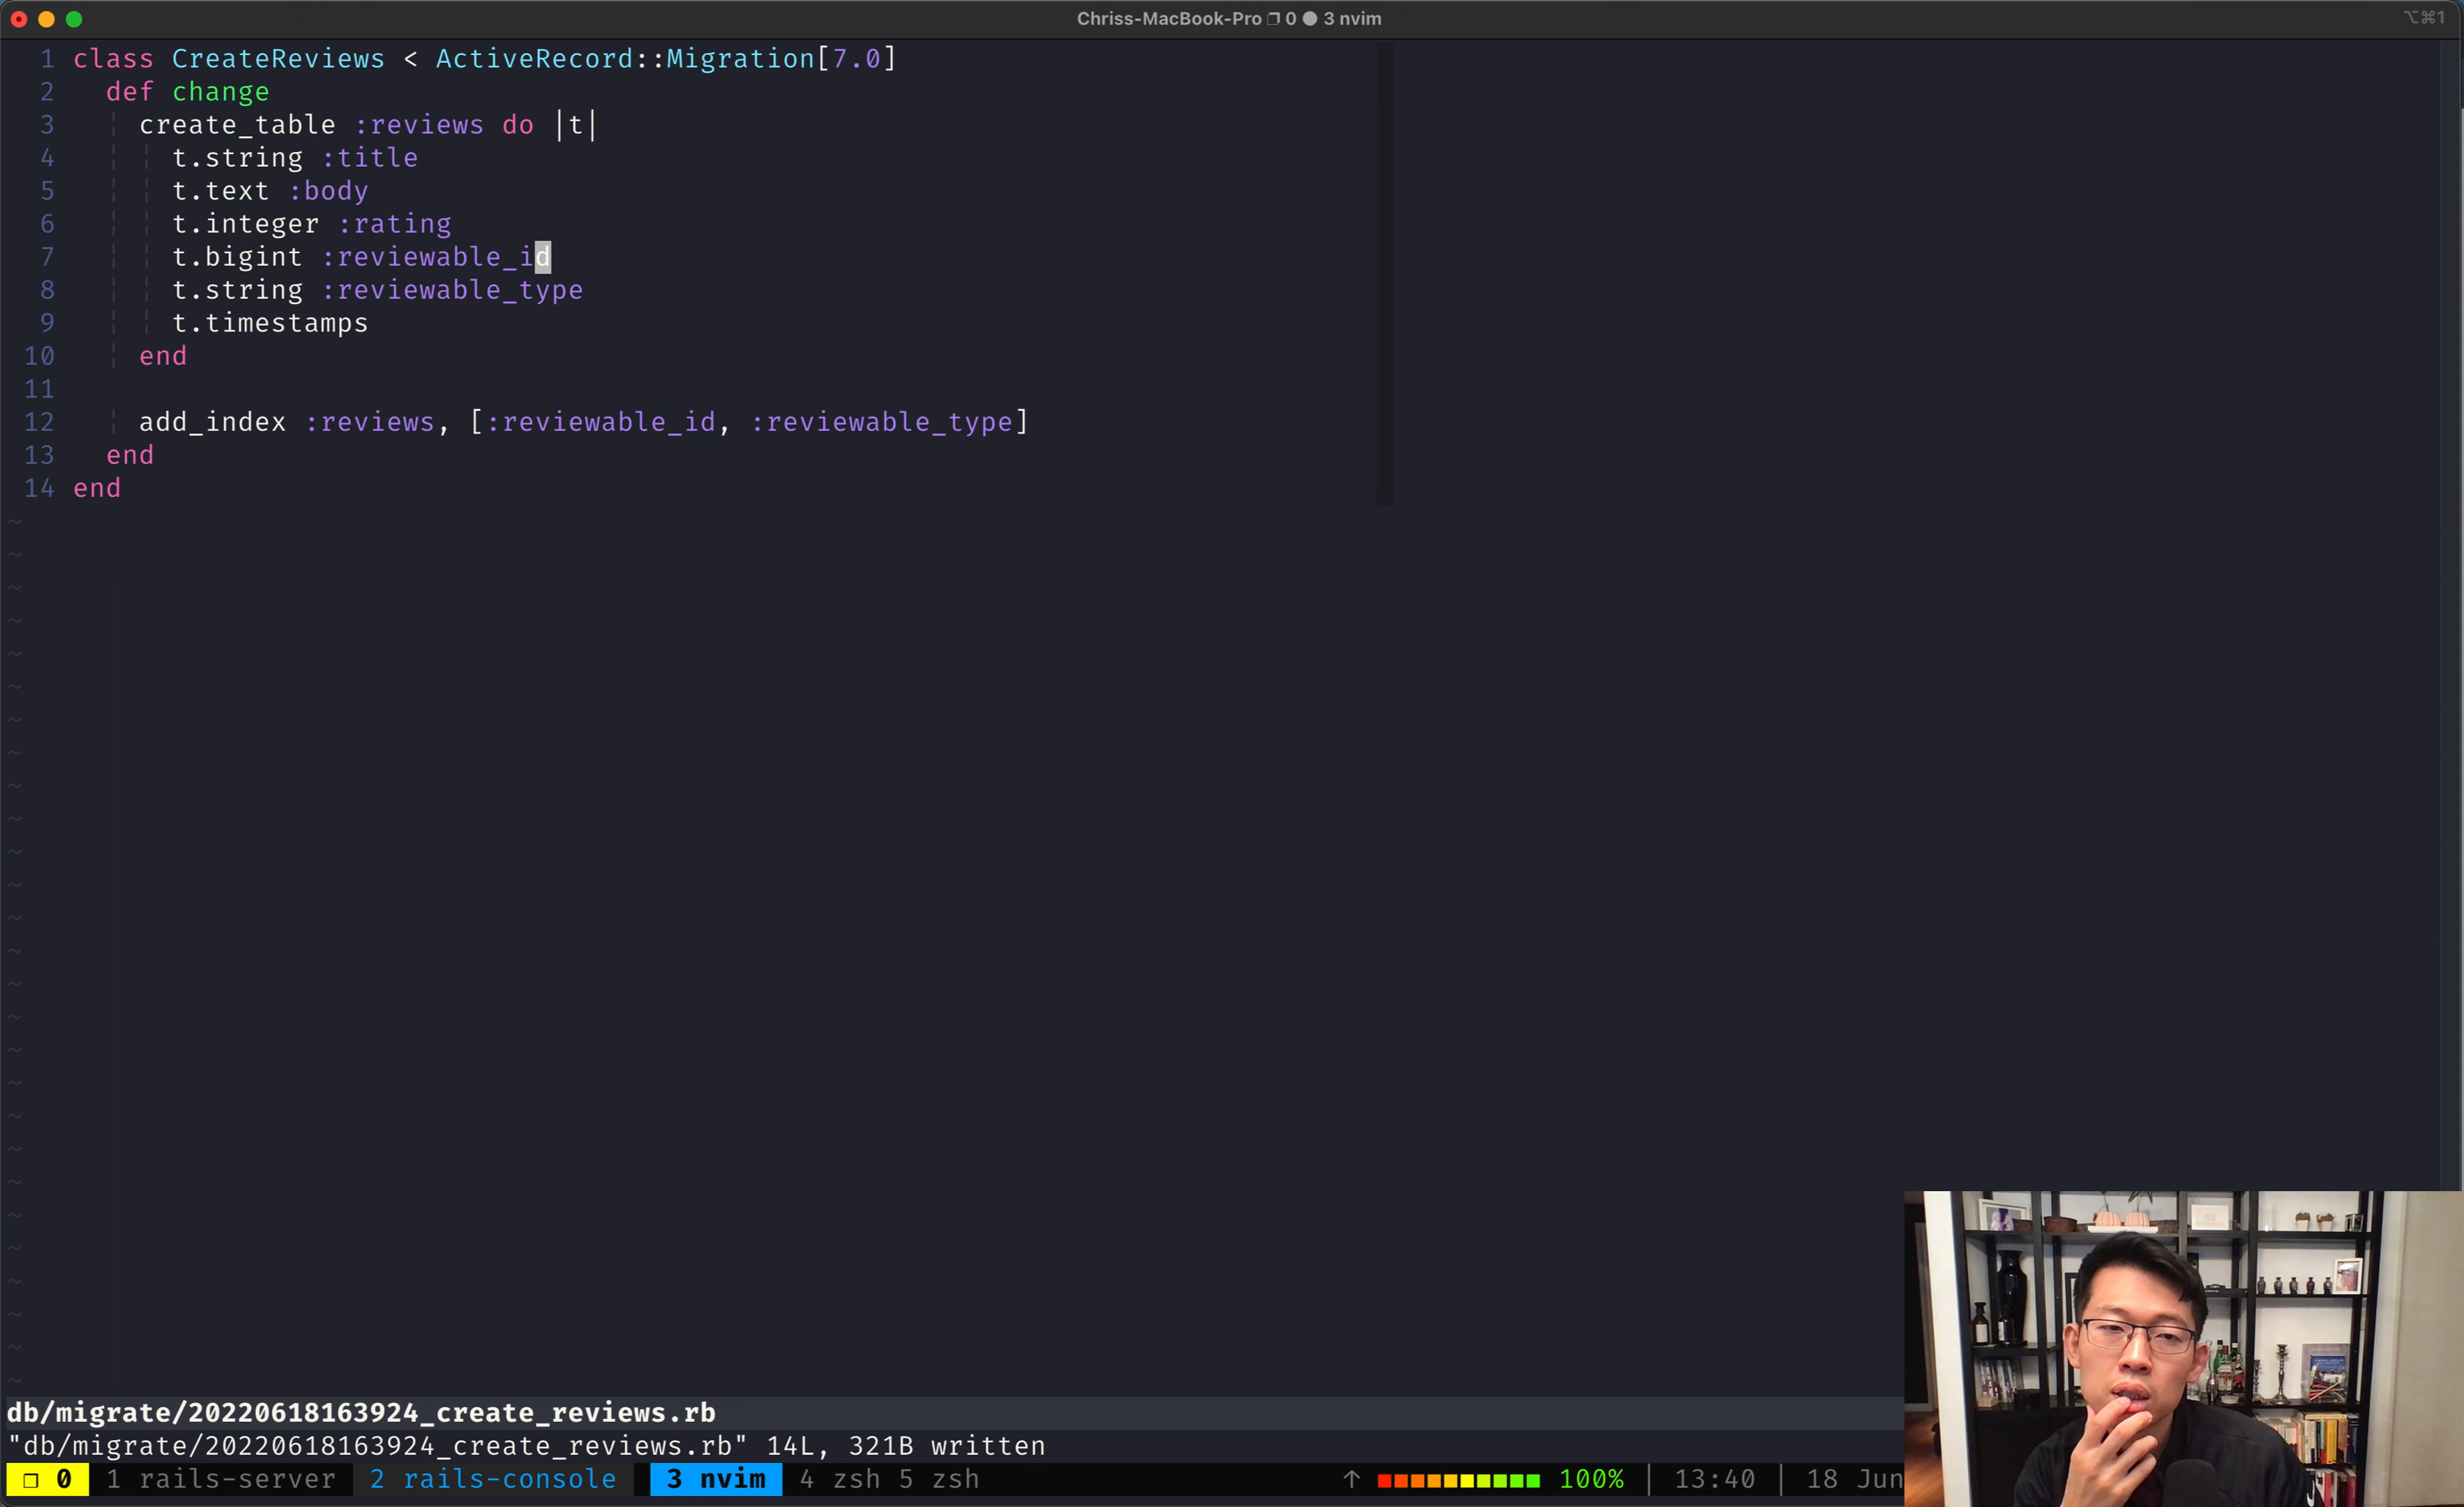 Chriss-MacBook-Pro ❐ 0 ● 3 nvim
⌥⌘1
1 class CreateReviews < ActiveRecord::Migration[7.0]
2   def change
3     create_table :reviews do |t|
4       t.string :title
5       t.text :body
6       t.integer :rating
7       t.bigint :reviewable_id
8       t.string :reviewable_type
9       t.timestamps
10     end
11
12     add_index :reviews, [:reviewable_id, :reviewable_type]
13   end
14 end
db/migrate/20220618163924_create_reviews.rb
"db/migrate/20220618163924_create_reviews.rb" 14L, 321B written
❐ 0 1 rails-server 2 rails-console 3 nvim 4 zsh 5 zsh ↑ 100% | 13:40 | 18 Jun